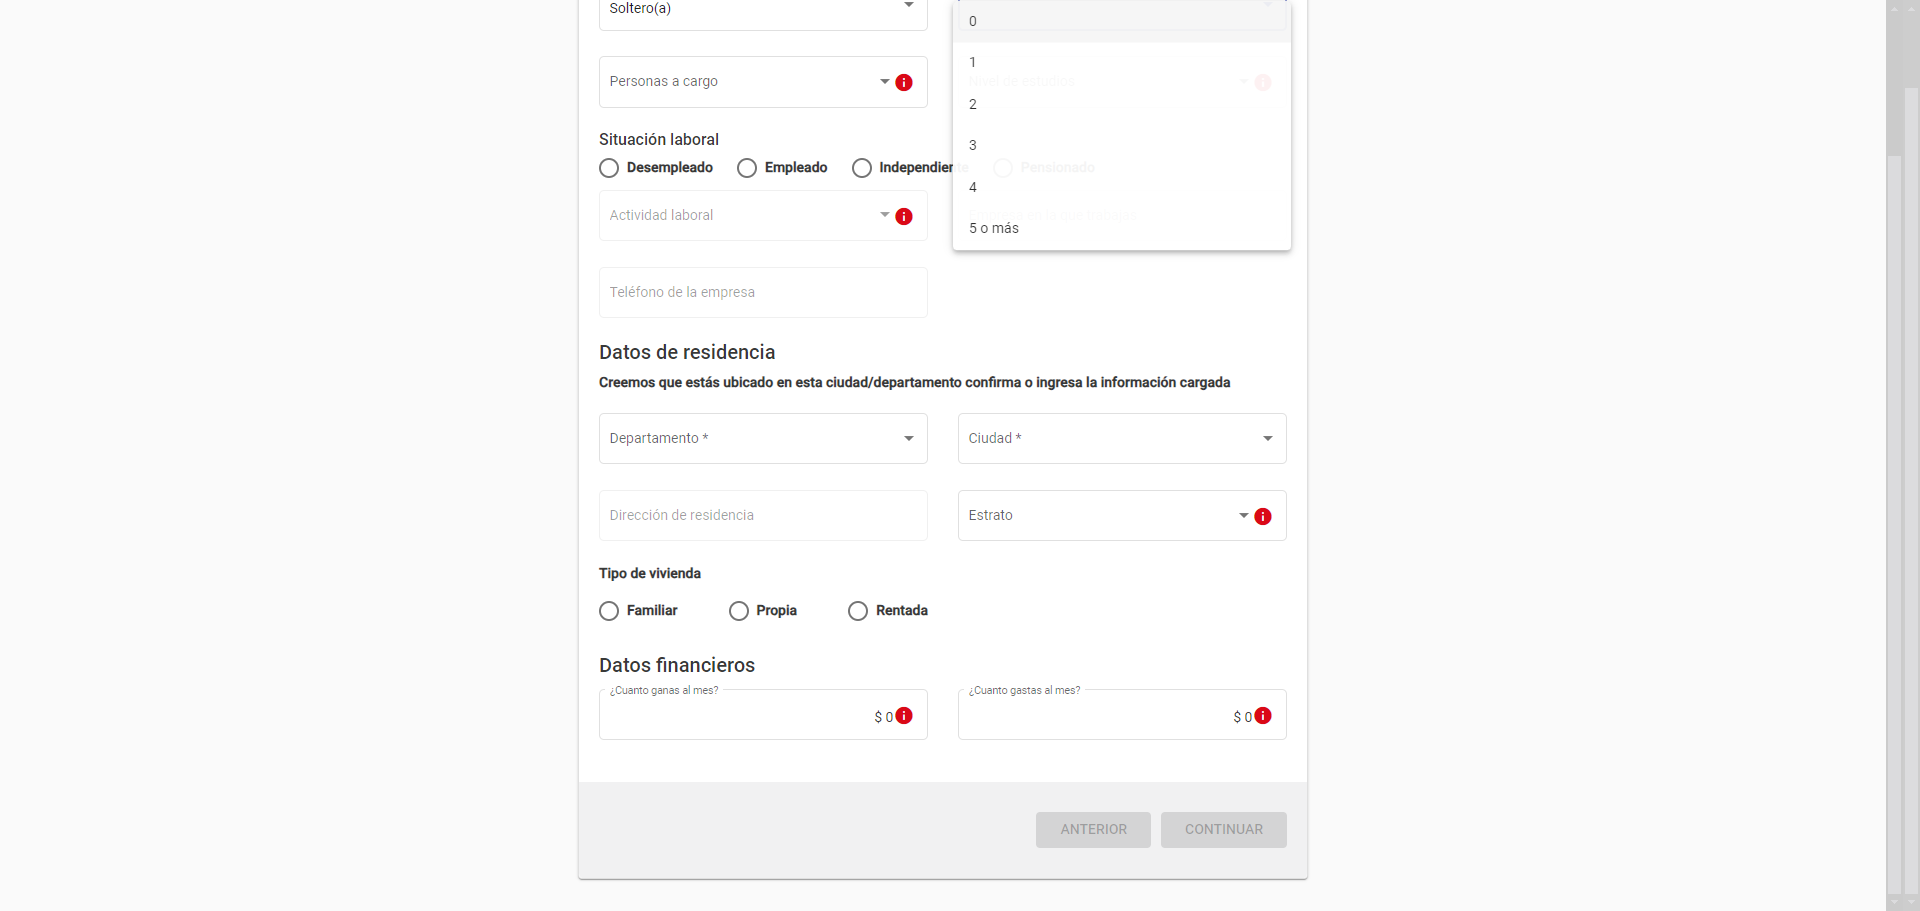 Soltero(a)
0
1
Personas a cargo
Nivel de estudios
2
3
Situación laboral
Desempleado Empleado Independiente Pensionado
4
Actividad laboral
5 o más
Teléfono de la empresa
Datos de residencia
Creemos que estás ubicado en esta ciudad/departamento confirma o ingresa la información cargada
Departamento * Ciudad *
Dirección de residencia Estrato
Tipo de vivienda
Familiar Propia Rentada
Datos financieros
¿Cuanto ganas al mes? ¿Cuanto gastas al mes?
$ 0 $ 0
ANTERIOR CONTINUAR